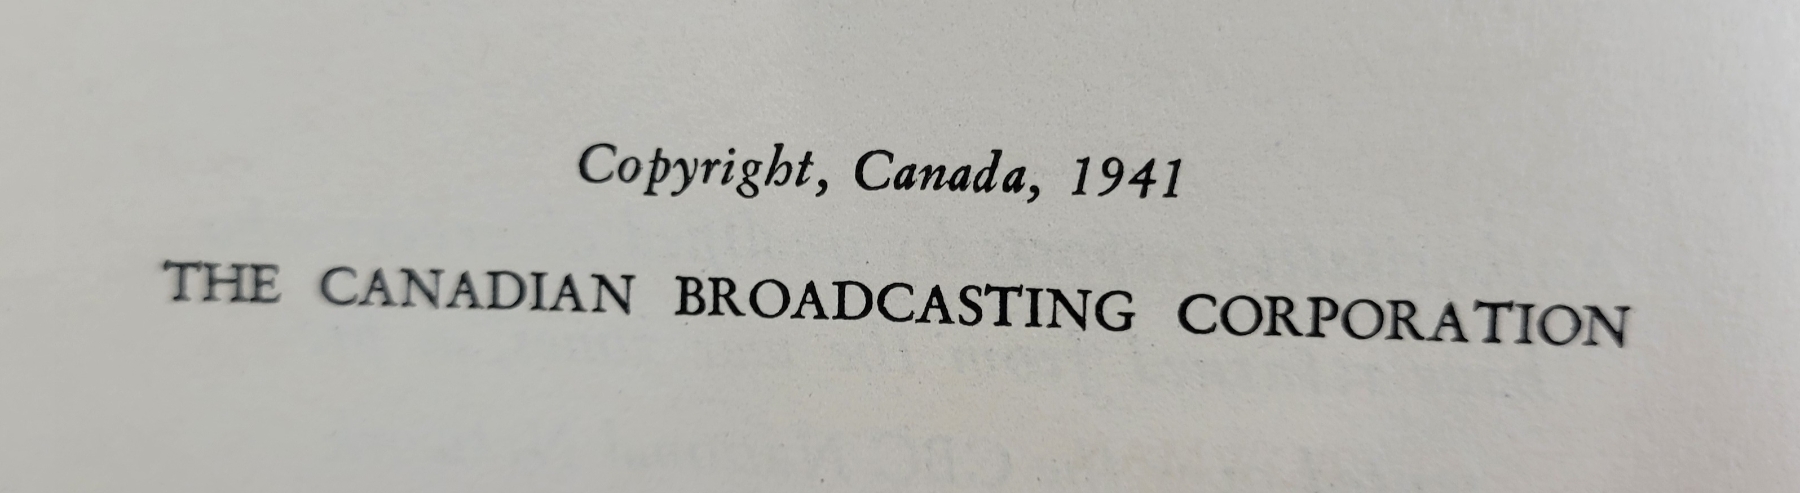 Copyright, Canada, 1941
THE CANADIAN BROADCASTING CORPORATION